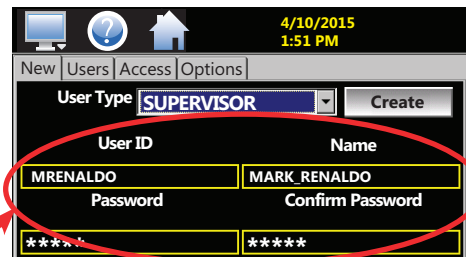 4/10/2015
1:51 PM
New Users Access Options
User Type SUPERVISOR Create
User ID Name
MRENALDO MARK_RENALDO
Password Confirm Password
***** *****